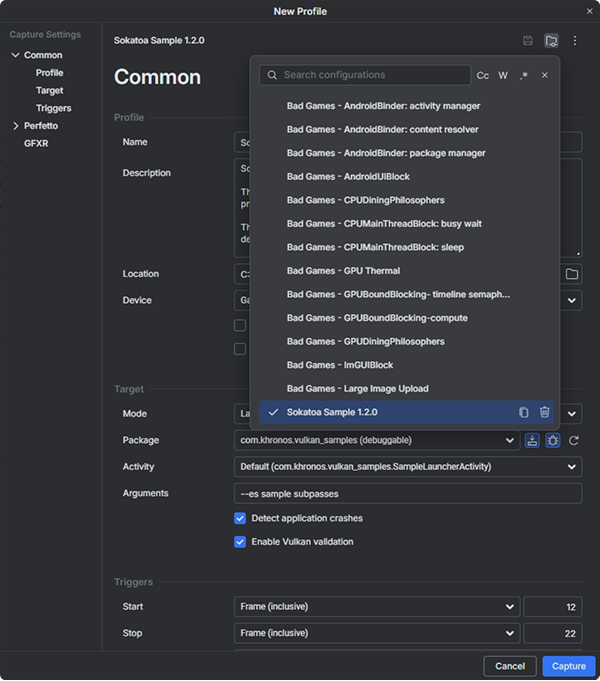 New Profile
Capture Settings
Common
Profile
Target
Triggers
Perfetto
GFXR
Sokatoa Sample 1.2.0
Common
Search configurations
Cc W .*
Bad Games - AndroidBinder: activity manager
Bad Games - AndroidBinder: content resolver
Bad Games - AndroidBinder: package manager
Bad Games - AndroidUIBlock
Bad Games - CPUDiningPhilosophers
Bad Games - CPUMainThreadBlock: busy wait
Bad Games - CPUMainThreadBlock: sleep
Bad Games - GPU Thermal
Bad Games - GPUBoundBlocking- timeline semaph...
Bad Games - GPUBoundBlocking-compute
Bad Games - GPUDiningPhilosophers
Bad Games - ImGUIBlock
Bad Games - Large Image Upload
Sokatoa Sample 1.2.0
Profile
Name
Description
Location C:
Device
Target
Mode
Package com.khronos.vulkan_samples (debuggable)
Activity Default (com.khronos.vulkan_samples.SampleLauncherActivity)
Arguments --es sample subpasses
Detect application crashes
Enable Vulkan validation
Triggers
Start Frame (inclusive) 12
Stop Frame (inclusive) 22
Cancel Capture